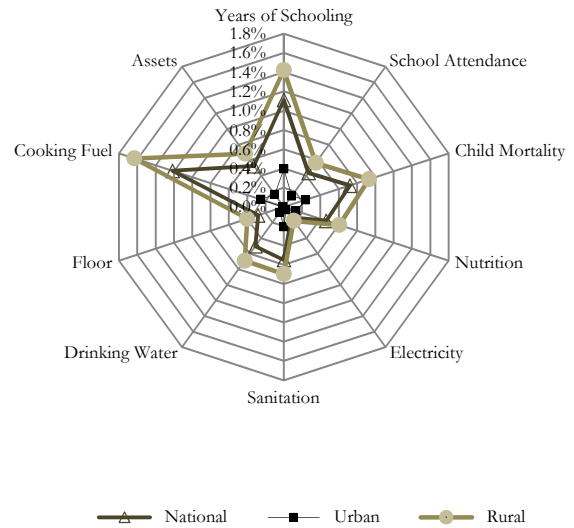 Years of Schooling
1.8%
1.6%
Assets
School Attendance
1.4%
1.2%
1.0%
Cooking Fuel
Child Mortality
0.8%
0.6%
0.4%
0.2%
0.0%
Floor
Nutrition
Drinking Water
Electricity
Sanitation
National
Urban
Rural